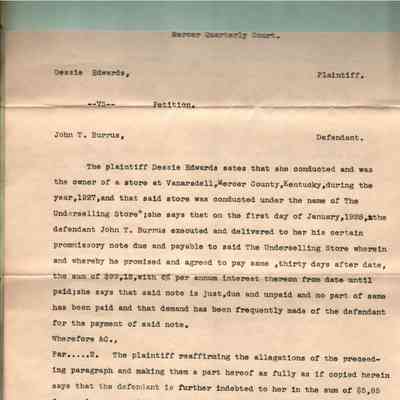 Mercer Quarterly Court.
Dessie Edwards, Plaintiff.
--VS-- Petition.
John T. Burrus, Defendant.
The plaintiff Dessie Edwards sates that she conducted and was
the owner of a store at Vanarsdell,Mercer County,Kentucky,during the
year,1927,and that said store was conducted under the name of The
Underselling Store";she says that on the first day of January,1928,the
defendant John T. Burrus executed and delivered to her his certain
promissory note due and payable to said The Underselling Store wherein
and whereby he promised and agreed to pay same ,thirty days after date,
the sum of with 6% per annum interest thereon from date until
paid;she says that said note is just,due and unpaid and no part of same
has been paid and that demand has been frequently made of the defendant
for the payment of said note.
Wherefore &C.,
Par.....2. The plaintiff reaffirming the allegations of the preceed-
ing paragraph and making them a part hereof as fully as if copied herein
says that the defendant is further indebted to her in the sum of $5,85